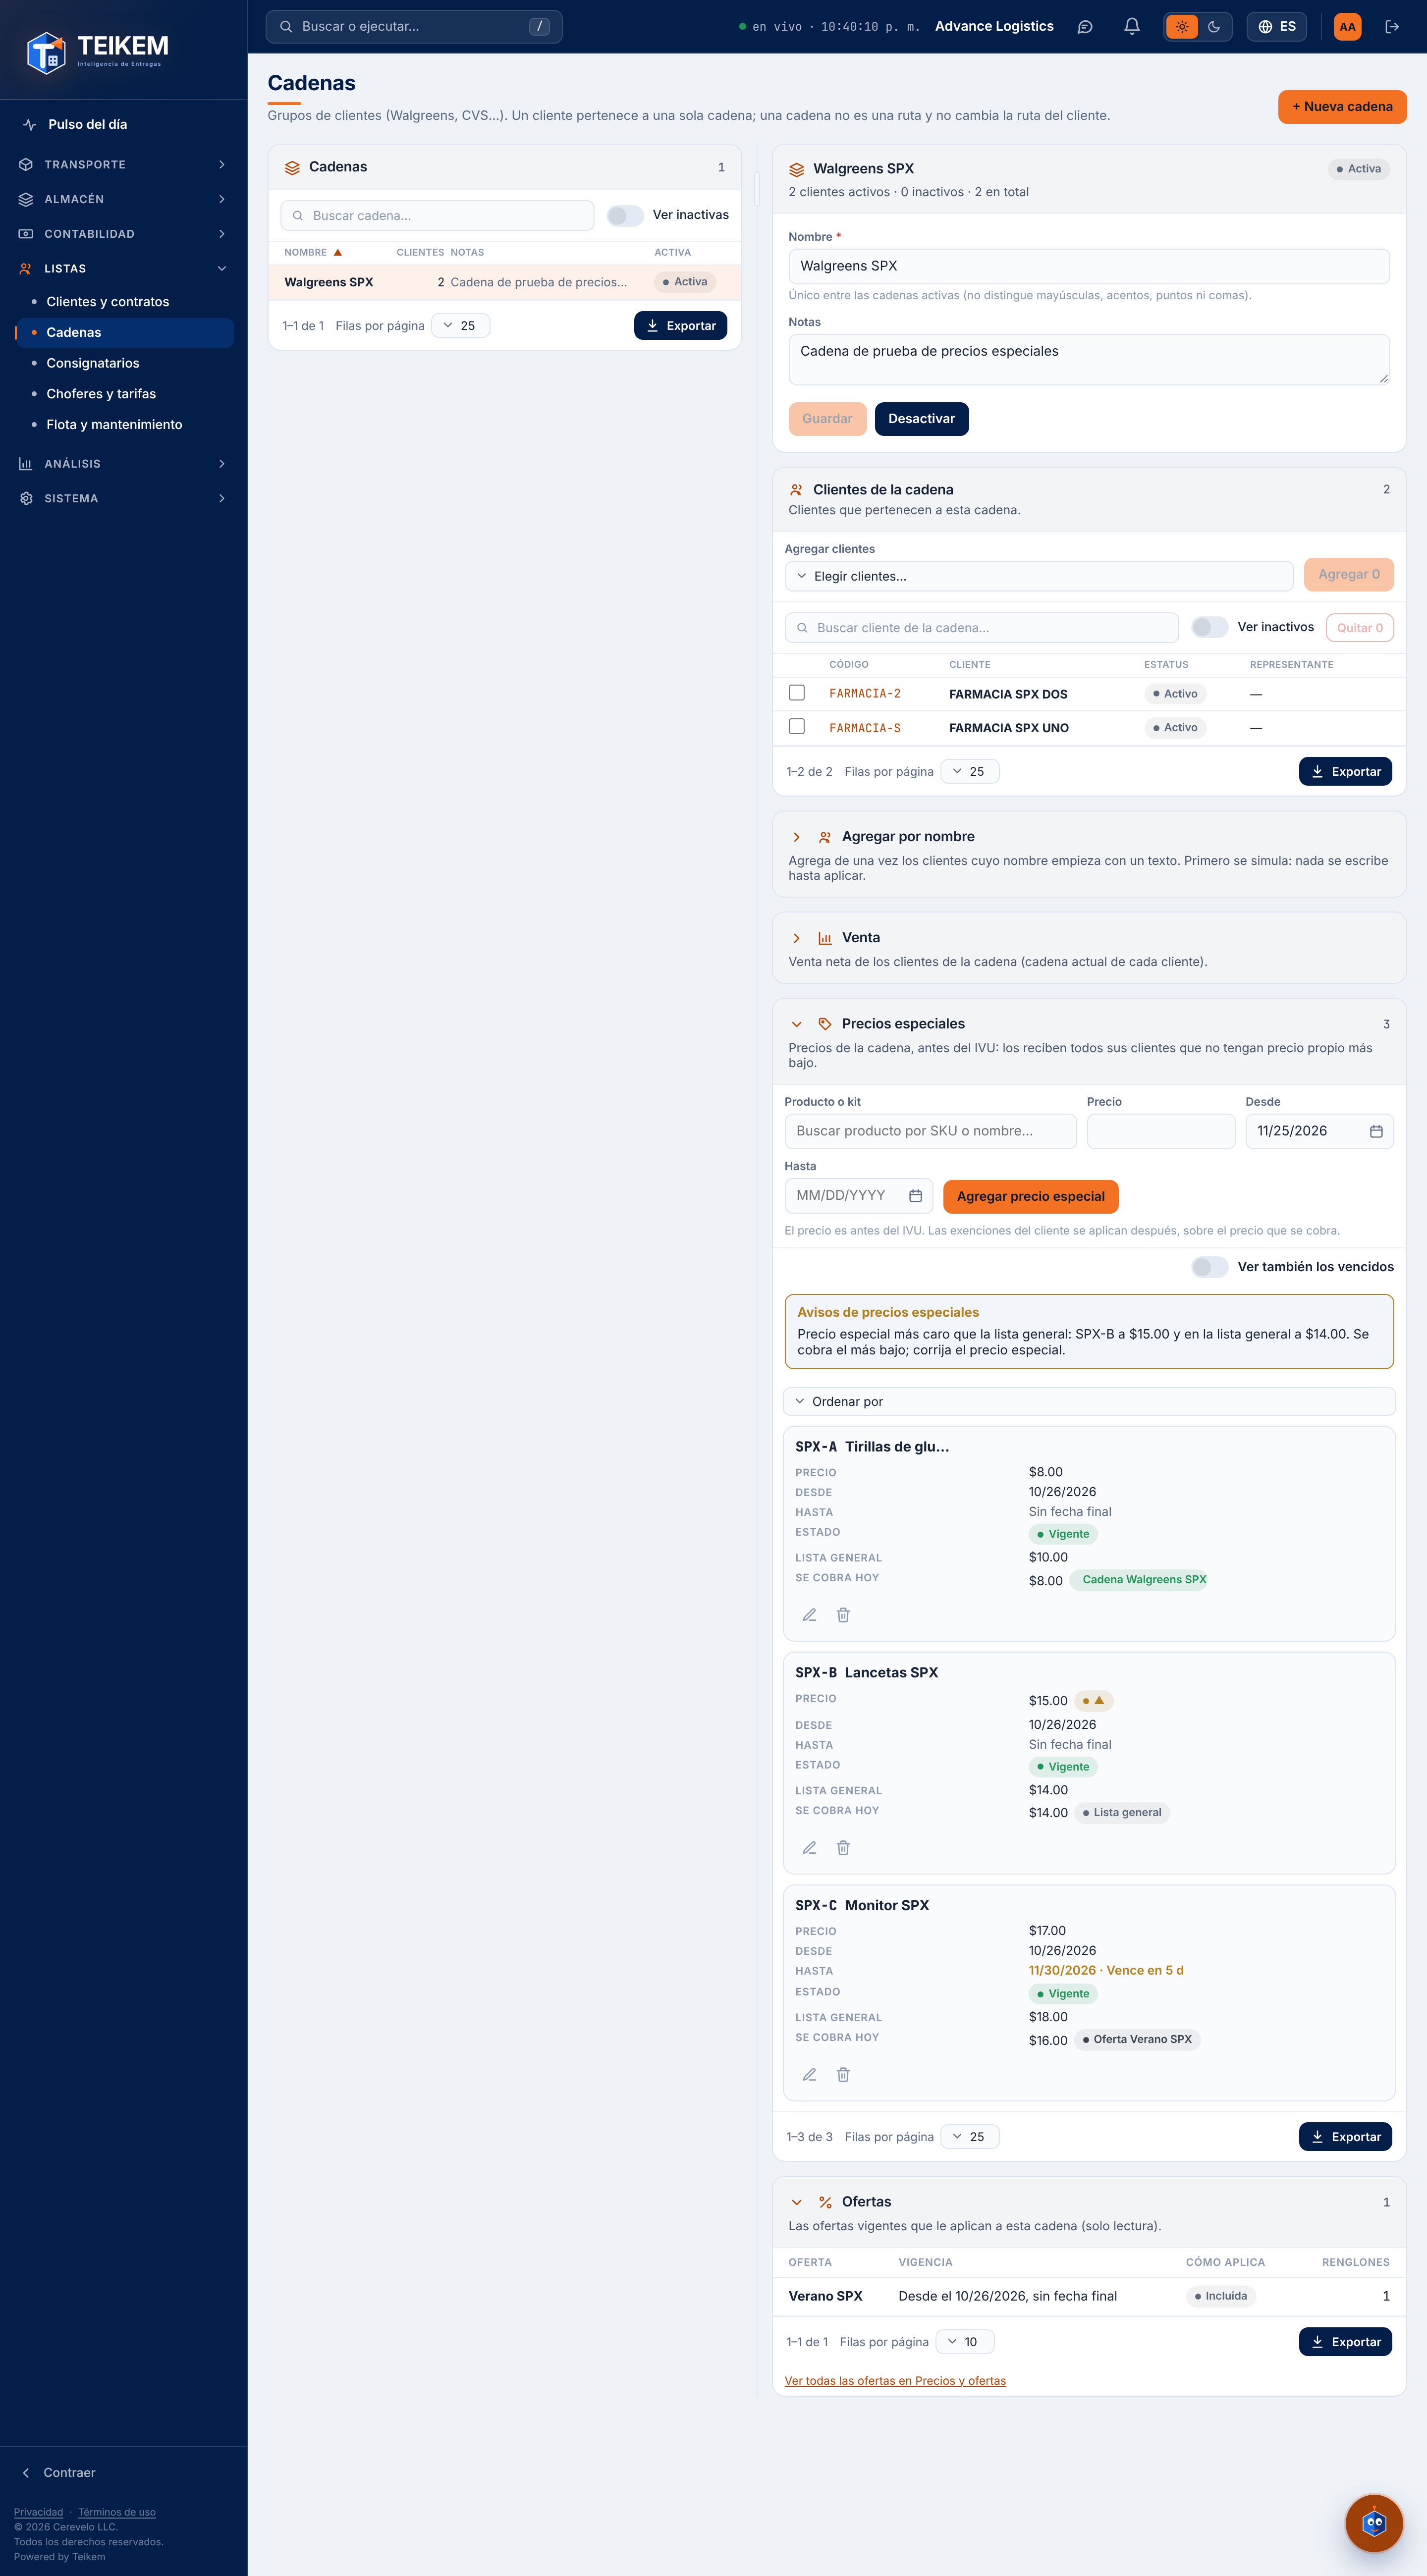 TEIKEM
Inteligencia de Entregas
Buscar o ejecutar...
/
en vivo · 10:40:10 p. m.
Advance Logistics
ES
AA
Pulso del día
TRANSPORTE
ALMACÉN
CONTABILIDAD
LISTAS
Clientes y contratos
Cadenas
Consignatarios
Choferes y tarifas
Flota y mantenimiento
ANÁLISIS
SISTEMA
Contraer
Privacidad · Términos de uso
© 2026 Cerevelo LLC.
Todos los derechos reservados.
Powered by Teikem
Cadenas
Grupos de clientes (Walgreens, CVS...). Un cliente pertenece a una sola cadena; una cadena no es una ruta y no cambia la ruta del cliente.
+ Nueva cadena
Cadenas
1
Buscar cadena...
Ver inactivas
NOMBRE ▲ CLIENTES NOTAS ACTIVA
Walgreens SPX 2 Cadena de prueba de precios... Activa
1–1 de 1 Filas por página 25 Exportar
Walgreens SPX
Activa
2 clientes activos · 0 inactivos · 2 en total
Nombre *
Walgreens SPX
Único entre las cadenas activas (no distingue mayúsculas, acentos, puntos ni comas).
Notas
Cadena de prueba de precios especiales
Guardar Desactivar
Clientes de la cadena
2
Clientes que pertenecen a esta cadena.
Agregar clientes
Elegir clientes... Agregar 0
Buscar cliente de la cadena... Ver inactivos Quitar 0
CÓDIGO CLIENTE ESTATUS REPRESENTANTE
FARMACIA-2 FARMACIA SPX DOS Activo —
FARMACIA-S FARMACIA SPX UNO Activo —
1–2 de 2 Filas por página 25 Exportar
Agregar por nombre
Agrega de una vez los clientes cuyo nombre empieza con un texto. Primero se simula: nada se escribe
hasta aplicar.
Venta
Venta neta de los clientes de la cadena (cadena actual de cada cliente).
Precios especiales
3
Precios de la cadena, antes del IVU: los reciben todos sus clientes que no tengan precio propio más
bajo.
Producto o kit Precio Desde
Buscar producto por SKU o nombre... 11/25/2026
Hasta
MM/DD/YYYY Agregar precio especial
El precio es antes del IVU. Las exenciones del cliente se aplican después, sobre el precio que se cobra.
Ver también los vencidos
Avisos de precios especiales
Precio especial más caro que la lista general: SPX-B a $15.00 y en la lista general a $14.00. Se
cobra el más bajo; corrija el precio especial.
Ordenar por
SPX-A Tirillas de glu...
PRECIO $8.00
DESDE 10/26/2026
HASTA Sin fecha final
ESTADO Vigente
LISTA GENERAL $10.00
SE COBRA HOY $8.00 Cadena Walgreens SPX
SPX-B Lancetas SPX
PRECIO $15.00 ▲
DESDE 10/26/2026
HASTA Sin fecha final
ESTADO Vigente
LISTA GENERAL $14.00
SE COBRA HOY $14.00 Lista general
SPX-C Monitor SPX
PRECIO $17.00
DESDE 10/26/2026
HASTA 11/30/2026 · Vence en 5 d
ESTADO Vigente
LISTA GENERAL $18.00
SE COBRA HOY $16.00 Oferta Verano SPX
1–3 de 3 Filas por página 25 Exportar
Ofertas
1
Las ofertas vigentes que le aplican a esta cadena (solo lectura).
OFERTA VIGENCIA CÓMO APLICA RENGLONES
Verano SPX Desde el 10/26/2026, sin fecha final Incluida 1
1–1 de 1 Filas por página 10 Exportar
Ver todas las ofertas en Precios y ofertas